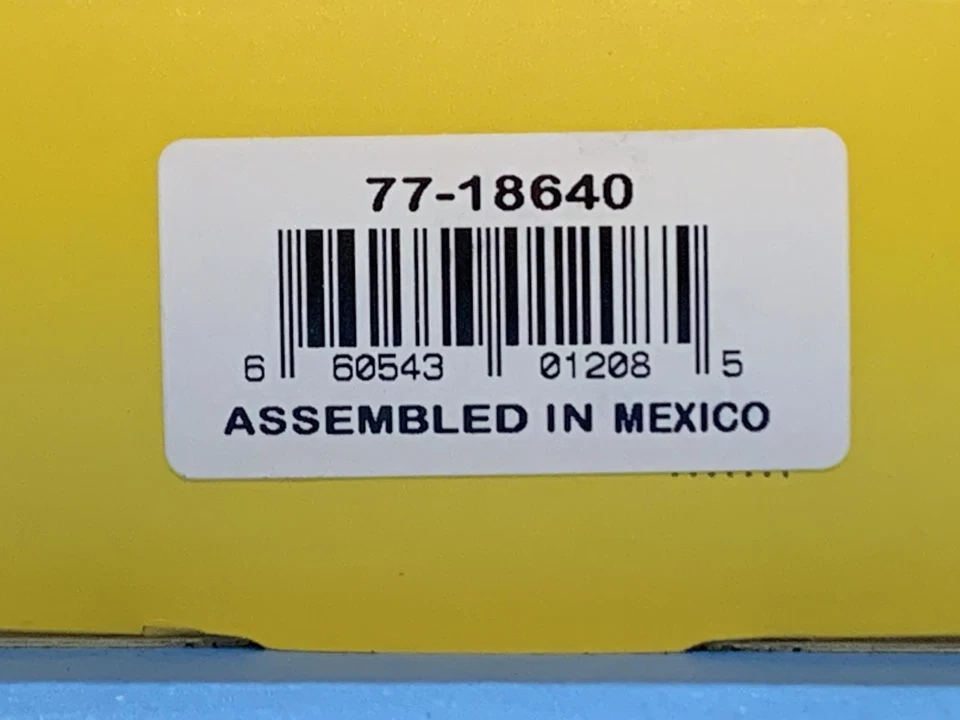 77-18640
6 60543 01208 5
ASSEMBLED IN MEXICO